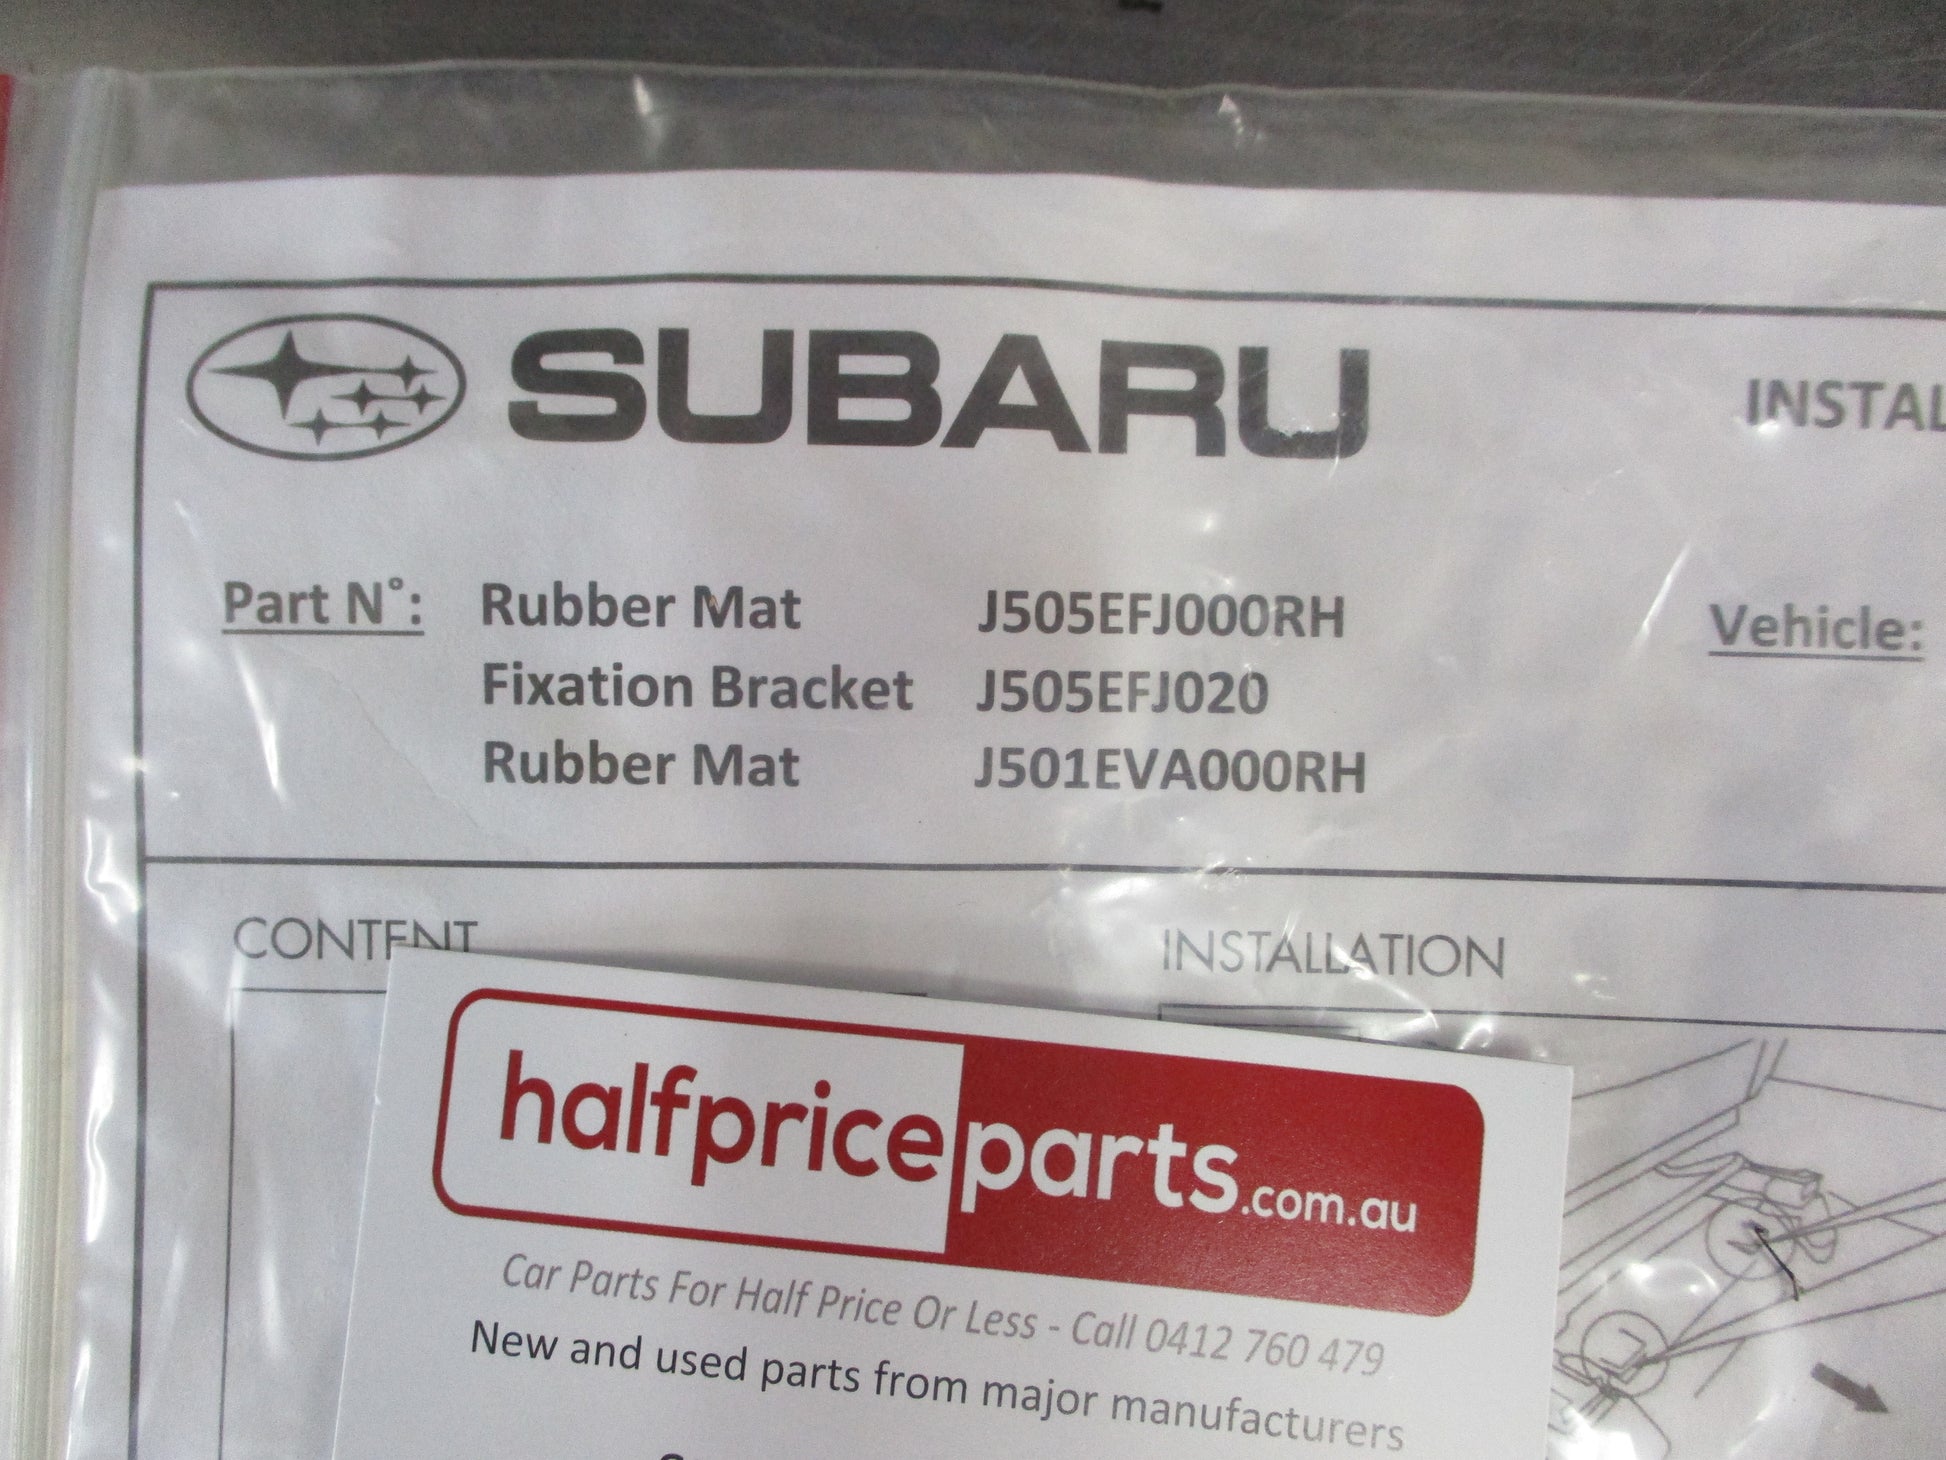 SUBARU
INSTAL
Part N°: Rubber Mat J505EFJ000RH Vehicle:
Fixation Bracket J505EFJ020
Rubber Mat J501EVA000RH
CONTENT INSTALLATION
halfpriceparts.com.au
Car Parts For Half Price Or Less - Call 0412 760 479
New and used parts from major manufacturers